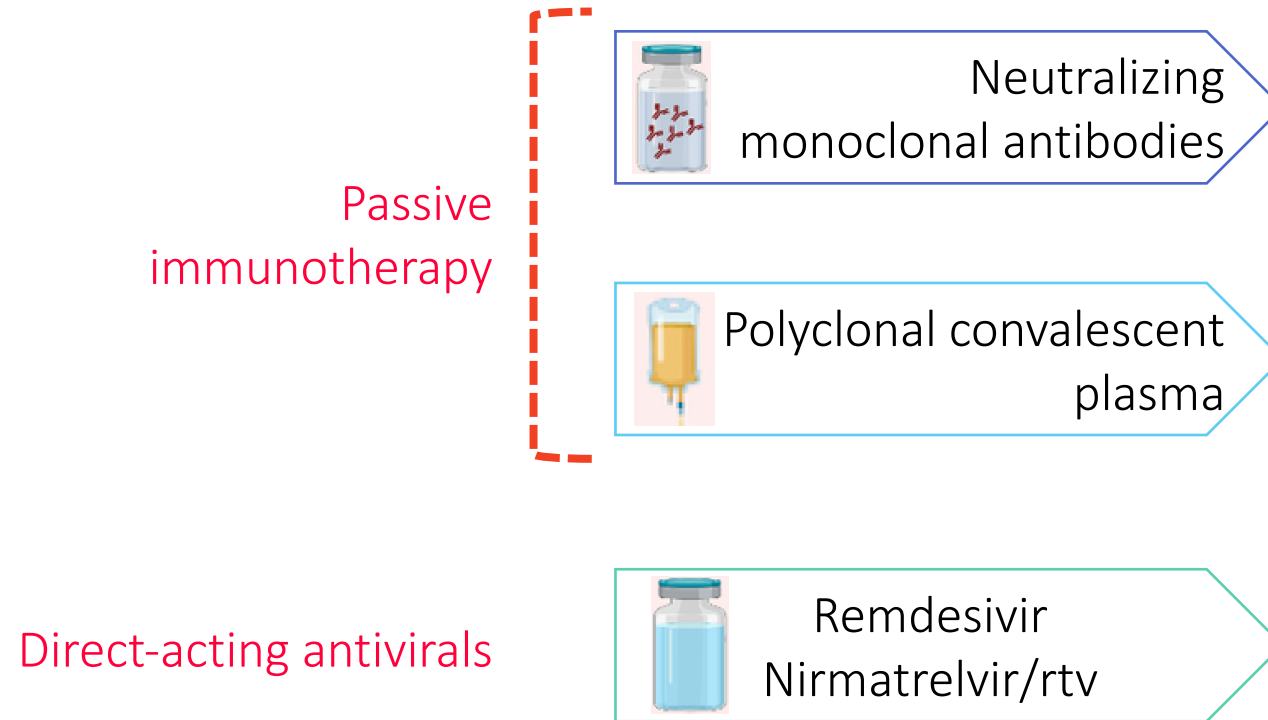 Passive
immunotherapy
Neutralizing
monoclonal antibodies
Polyclonal convalescent
plasma
Direct-acting antivirals
Remdesivir
Nirmatrelvir/rtv